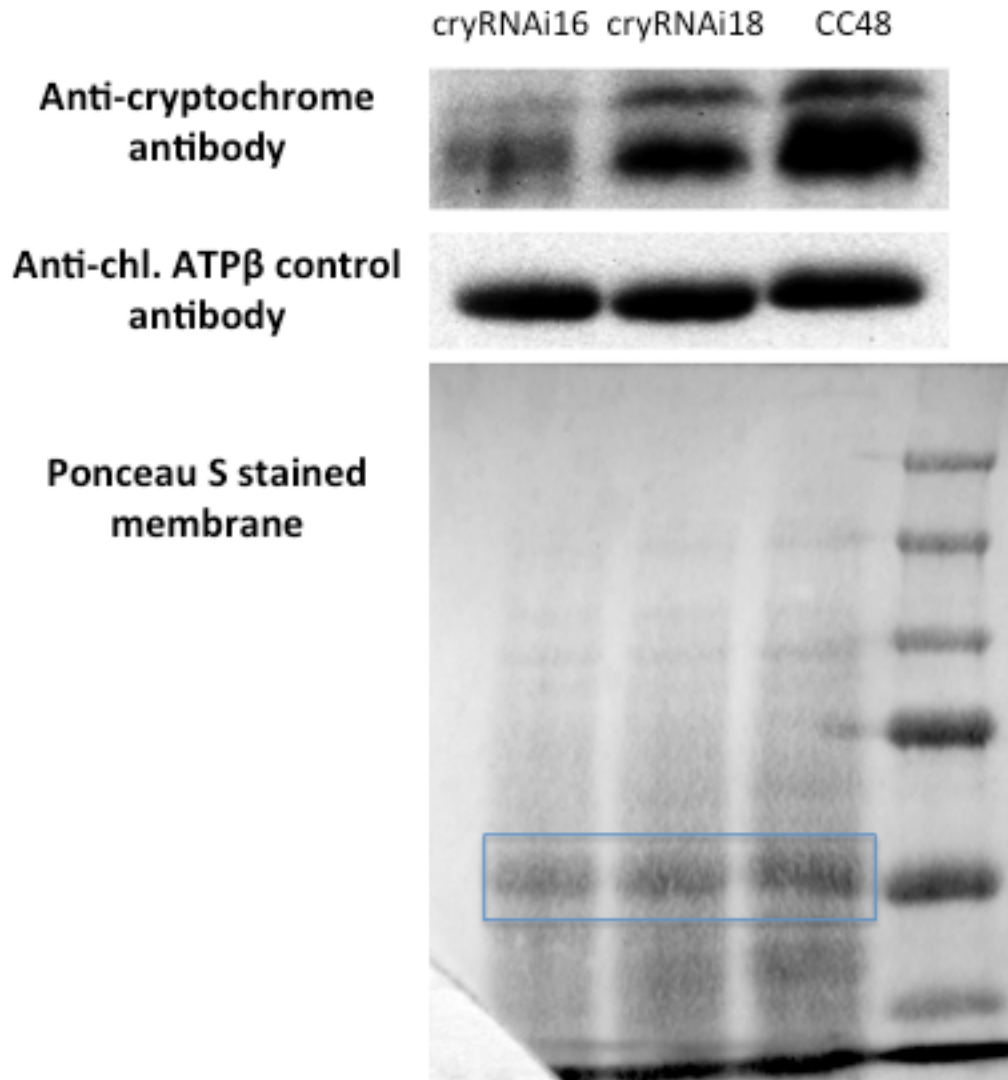 cryRNAi16 cryRNAi18 CC48
Anti-cryptochrome
antibody
Anti-chl. ATPβ control
antibody
Ponceau S stained
membrane